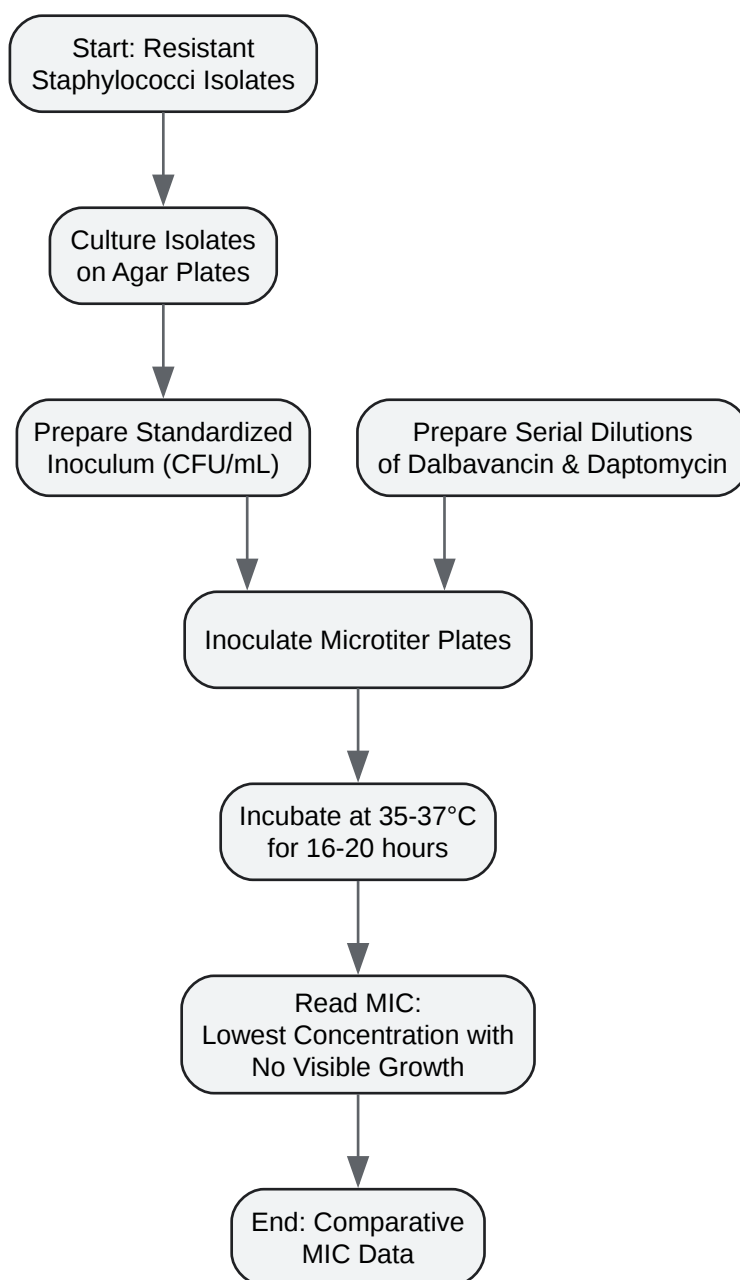 Start: Resistant
Staphylococci Isolates
Culture Isolates
on Agar Plates
Prepare Standardized
Inoculum (CFU/mL)
Prepare Serial Dilutions
of Dalbavancin & Daptomycin
Inoculate Microtiter Plates
Incubate at 35-37°C
for 16-20 hours
Read MIC:
Lowest Concentration with
No Visible Growth
End: Comparative
MIC Data